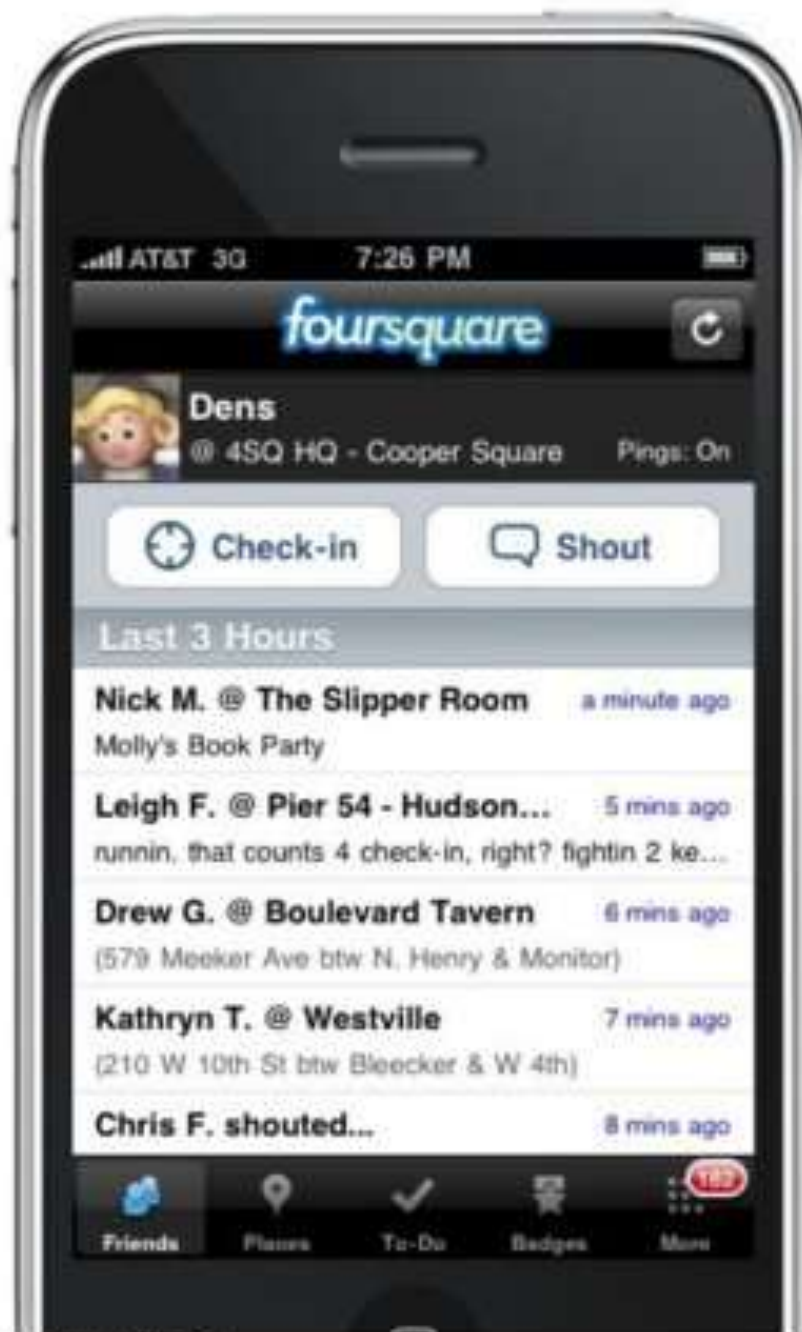 AT&T 3G 7:26 PM
foursquare
Dens
@ 4SQ HQ - Cooper Square Pings: On
Check-in Shout
Last 3 Hours
Nick M. @ The Slipper Room a minute ago
Molly's Book Party
Leigh F. @ Pier 54 - Hudson... 5 mins ago
runnin. that counts 4 check-in, right? fightin 2 ke...
Drew G. @ Boulevard Tavern 6 mins ago
(579 Meeker Ave btw N. Henry & Monitor)
Kathryn T. @ Westville 7 mins ago
(210 W 10th St btw Bleecker & W 4th)
Chris F. shouted... 8 mins ago
Friends Places To-Do Badges More